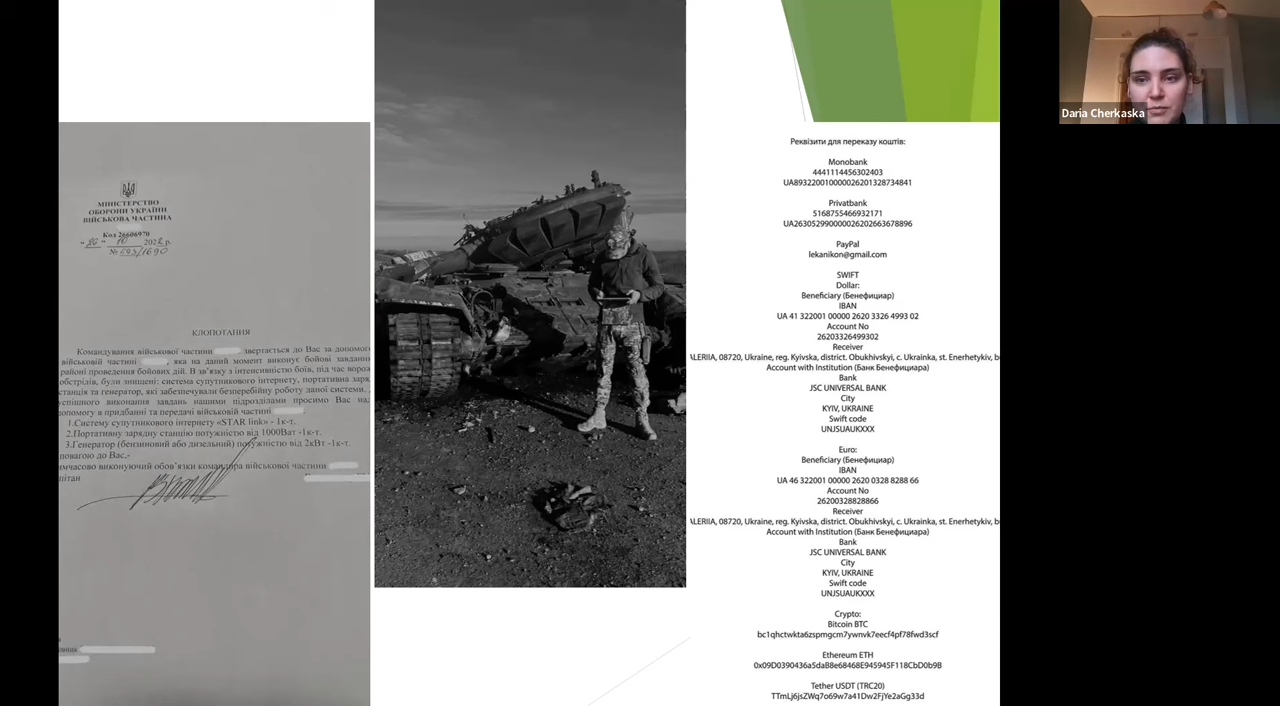 МІНІСТЕРСТВО
ОБОРОНИ УКРАЇНИ
ВІЙСЬКОВА ЧАСТИНА
Код 26606970
2022 р.
№ 693/1690
КЛОПОТАННЯ
Командування військової частини звертається до Вас за допомог
військовій частині , яка на даний момент виконує бойові завдання
районі проведення бойових дій. В зв'язку з інтенсивністю боїв, під час ворож
обстрілів, були знищені: система супутникового інтернету, портативна заряд
станція та генератор, які забезпечували безперебійну роботу даної системи.
успішного виконання завдань нашими підрозділами просимо Вас над
допомогу в придбанні та передачі військовій частині
1.Систему супутникового інтернету «STAR link» - 1к-т.
2.Портативну зарядну станцію потужністю від 1000Ват -1к-т.
3.Генератор (бензиновий або дизельний) потужністю від 2кВт -1к-т.
повагою до Вас,-
имчасово виконуючий обов'язки командира військової частини
пітан
Реквізити для переказу коштів:
Monobank
4441114456302403
UA893220010000026201328734841
Privatbank
5168755466932171
UA263052990000026202663678896
PayPal
lekanikon@gmail.com
SWIFT
Dollar:
Beneficiary (Бенефициар)
IBAN
UA 41 322001 00000 2620 3326 4993 02
Account No
26203326499302
Receiver
ALERIIA, 08720, Ukraine, reg. Kyivska, district. Obukhivskyi, c. Ukrainka, st. Enerhetykiv, b
Account with Institution (Банк Бенефициара)
Bank
JSC UNIVERSAL BANK
City
KYIV, UKRAINE
Swift code
UNJSUAUKXXX
Euro:
Beneficiary (Бенефициар)
IBAN
UA 46 322001 00000 2620 0328 8288 66
Account No
26200328828866
Receiver
ALERIIA, 08720, Ukraine, reg. Kyivska, district. Obukhivskyi, c. Ukrainka, st. Enerhetykiv, b
Account with Institution (Банк Бенефициара)
Bank
JSC UNIVERSAL BANK
City
KYIV, UKRAINE
Swift code
UNJSUAUKXXX
Crypto:
Bitcoin BTC
bc1qhctwkta6zspmgcm7ywnvk7eecf4pf78fwd3scf
Ethereum ETH
0x09D0390436a5daB8e68468E945945F118CbD0b9B
Tether USDT (TRC20)
TTmLj6jsZWq7o69w7a41Dw2FjYe2aGg33d
Daria Cherkaska